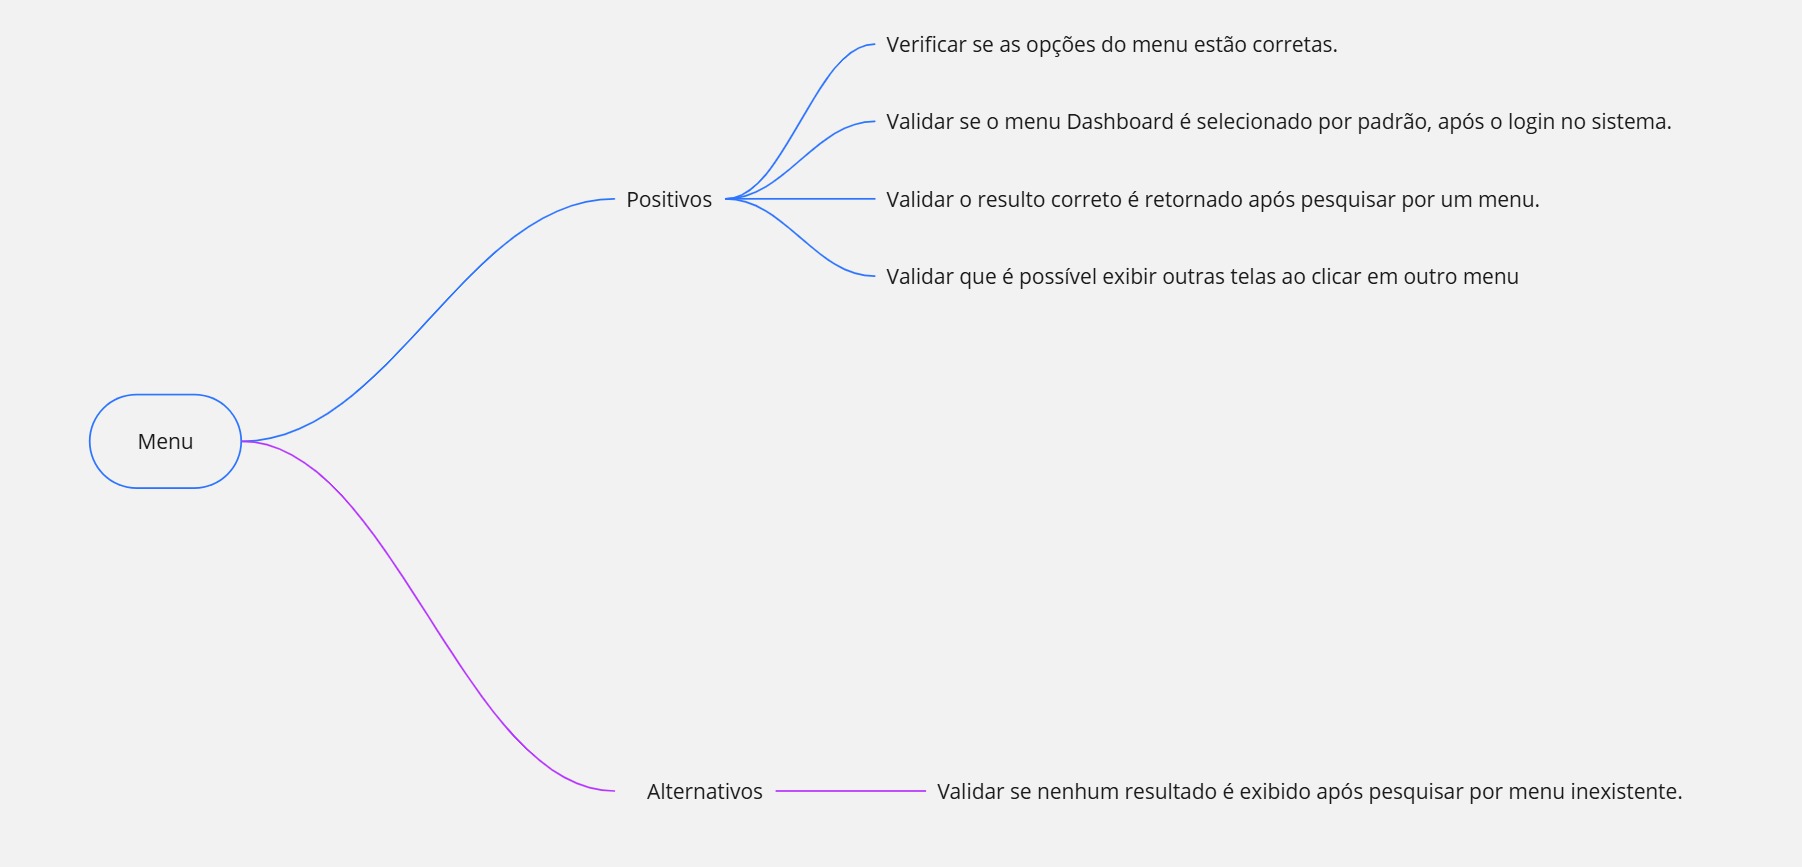 Menu
Positivos
Verificar se as opções do menu estão corretas.
Validar se o menu Dashboard é selecionado por padrão, após o login no sistema.
Validar o resulto correto é retornado após pesquisar por um menu.
Validar que é possível exibir outras telas ao clicar em outro menu
Alternativos
Validar se nenhum resultado é exibido após pesquisar por menu inexistente.